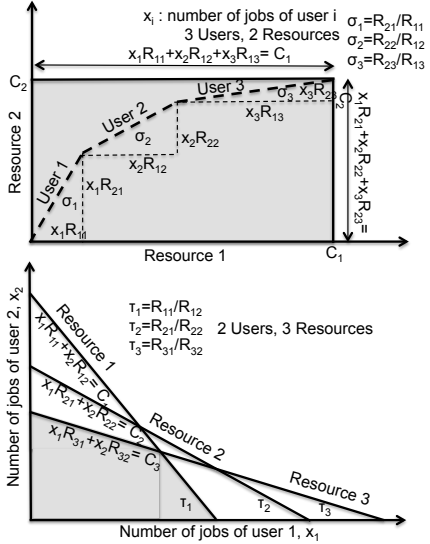 xᵢ : number of jobs of user i
3 Users, 2 Resources
σ₁=R₂₁/R₁₁
σ₂=R₂₂/R₁₂
σ₃=R₂₃/R₁₃
x₁R₁₁+x₂R₁₂+x₃R₁₃= C₁
C₂
User 1
User 2
User 3
σ₁
σ₂
σ₃
x₁R₁₁
x₁R₂₁
x₂R₁₂
x₂R₂₂
x₃R₁₃
x₃R₂₃
x₁R₂₁+x₂R₂₂+x₃R₂₃= C₂
Resource 2
Resource 1
C₁
τ₁=R₁₁/R₁₂
τ₂=R₂₁/R₂₂
τ₃=R₃₁/R₃₂
2 Users, 3 Resources
Resource 1
x₁R₁₁+x₂R₁₂= C₁
Resource 2
x₁R₂₁+x₂R₂₂= C₂
Resource 3
x₁R₃₁+x₂R₃₂= C₃
τ₁
τ₂
τ₃
Number of jobs of user 2, x₂
Number of jobs of user 1, x₁